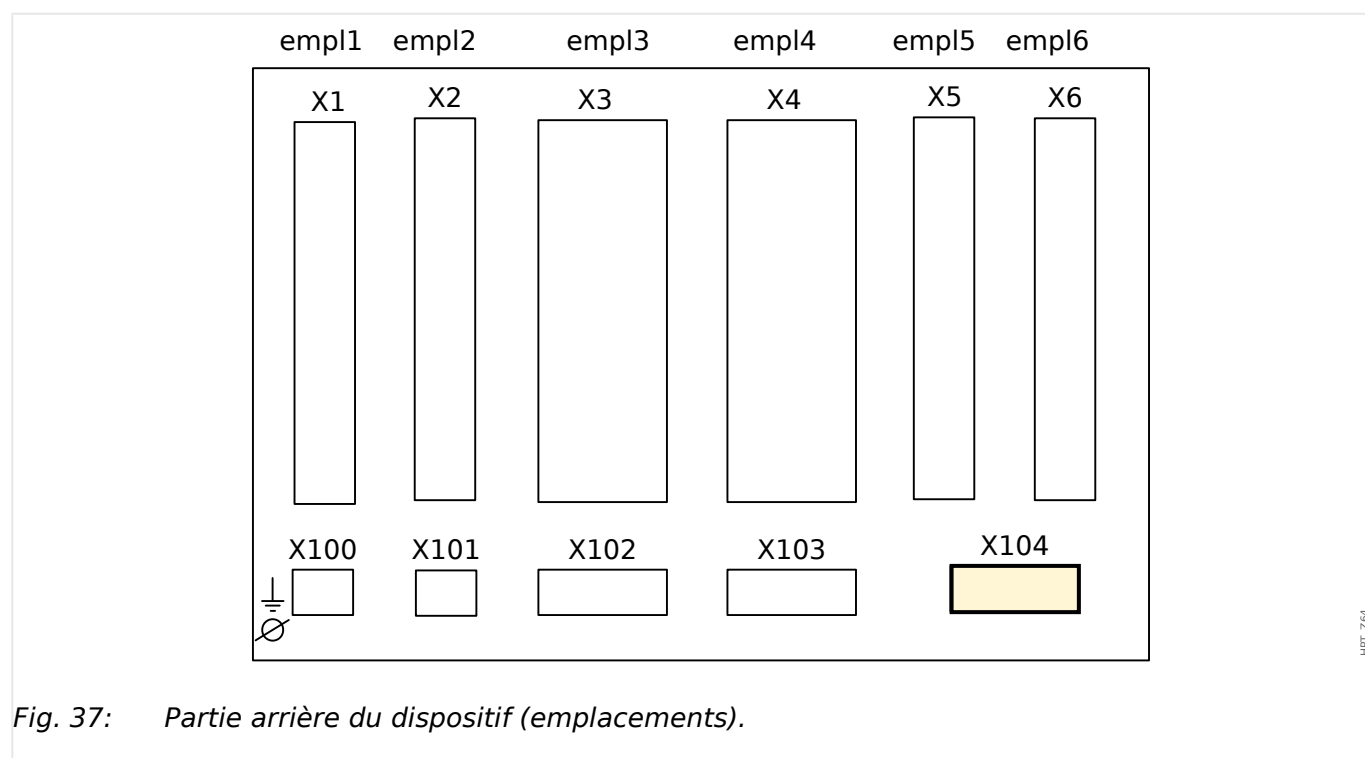 empl1 empl2 empl3 empl4 empl5 empl6
X1 X2 X3 X4 X5 X6
X100 X101 X102 X103 X104
HPT_Z64
Fig. 37: Partie arrière du dispositif (emplacements).